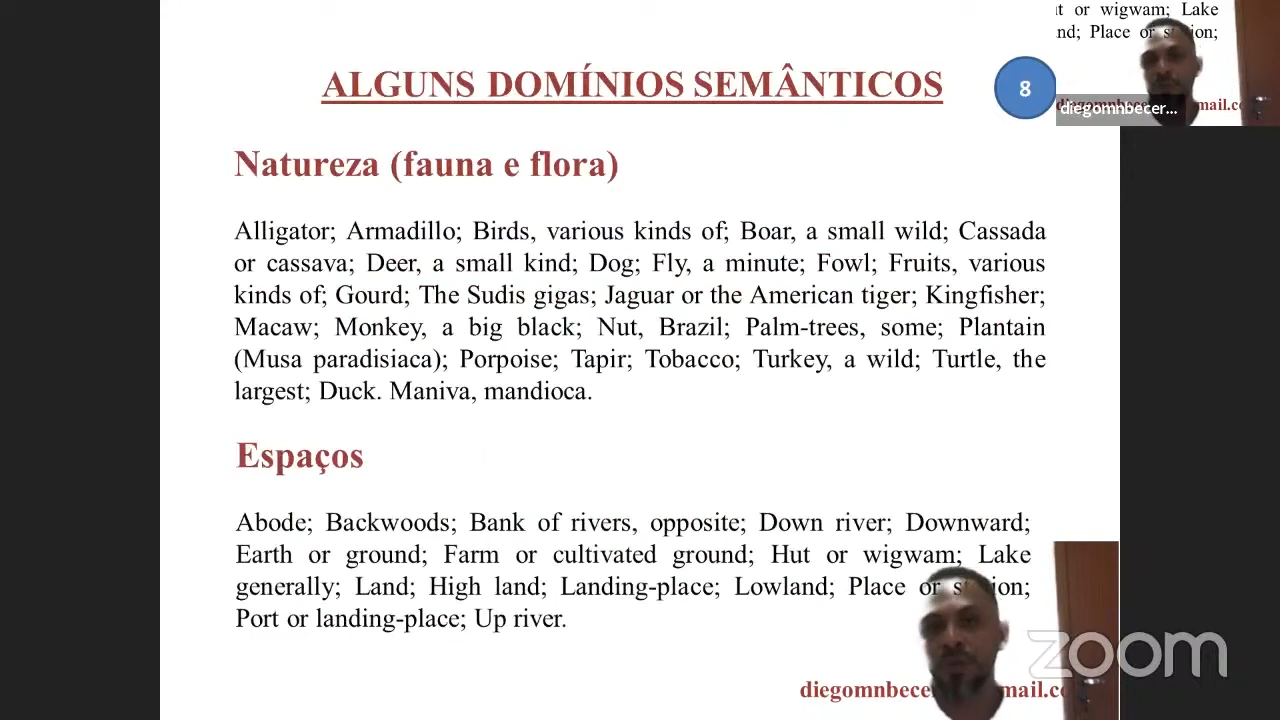 ALGUNS DOMÍNIOS SEMÂNTICOS
8
or wigwam; Lake
Place or
diegomnbecer...
Natureza (fauna e flora)
Alligator; Armadillo; Birds, various kinds of; Boar, a small wild; Cassada
or cassava; Deer, a small kind; Dog; Fly, a minute; Fowl; Fruits, various
kinds of; Gourd; The Sudis gigas; Jaguar or the American tiger; Kingfisher;
Macaw; Monkey, a big black; Nut, Brazil; Palm-trees, some; Plantain
(Musa paradisiaca); Porpoise; Tapir; Tobacco; Turkey, a wild; Turtle, the
largest; Duck. Maniva, mandioca.
Espaços
Abode; Backwoods; Bank of rivers, opposite; Down river; Downward;
Earth or ground; Farm or cultivated ground; Hut or wigwam; Lake
generally; Land; High land; Landing-place; Lowland; Place or
Port or landing-place; Up river.
zoom